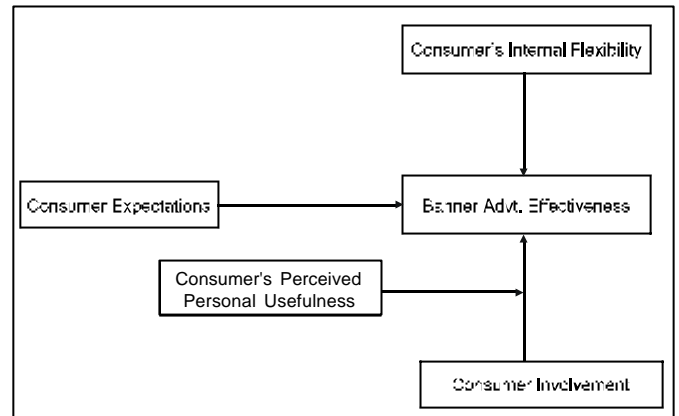 Consumer's Internal Flexibility
Consumer Expectations
Banner Advt. Effectiveness
Consumer's Perceived
Personal Usefulness
Consumer Involvement